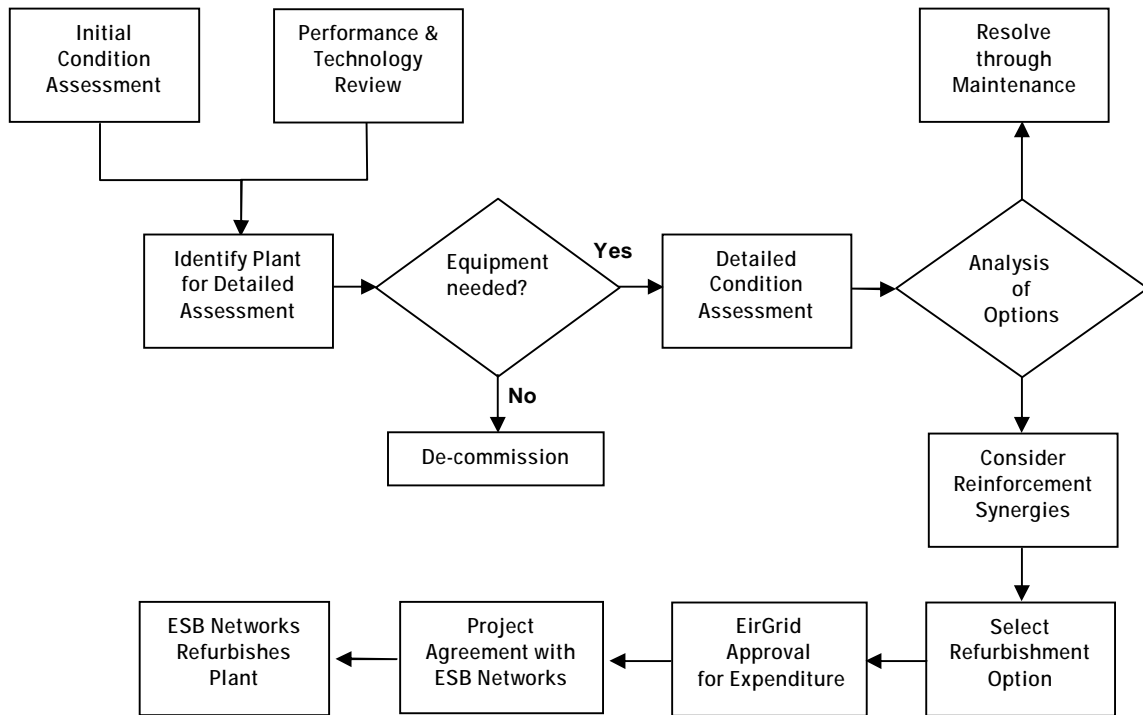 Initial
Condition
Assessment
Performance &
Technology
Review
Resolve
through
Maintenance
Identify Plant
for Detailed
Assessment
Equipment
needed?
Yes
No
De-commission
Detailed
Condition
Assessment
Analysis
of
Options
Consider
Reinforcement
Synergies
Select
Refurbishment
Option
EirGrid
Approval
for Expenditure
Project
Agreement with
ESB Networks
ESB Networks
Refurbishes
Plant